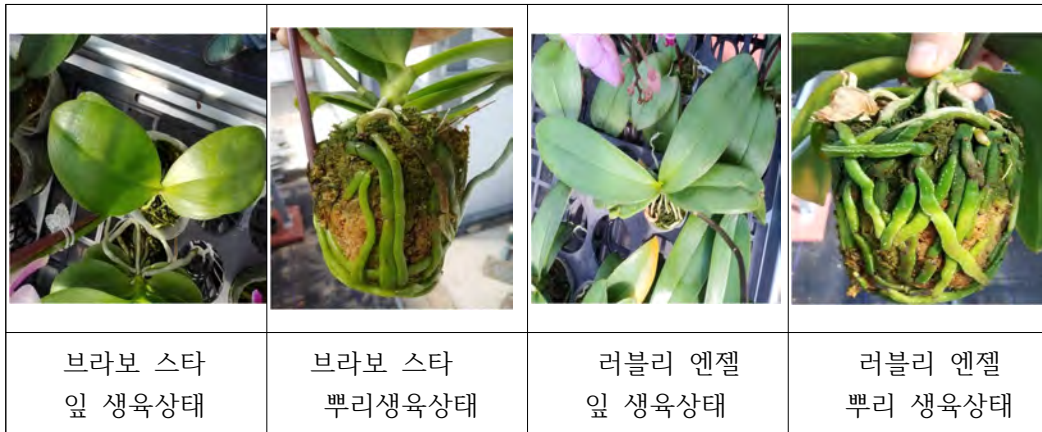 브라보 스타
잎 생육상태
브라보 스타
뿌리생육상태
러블리 엔젤
잎 생육상태
러블리 엔젤
뿌리 생육상태